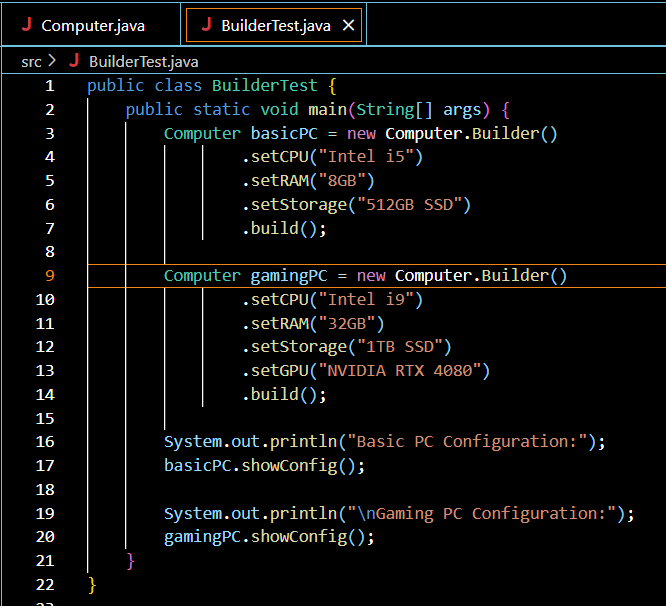 J Computer.java
J BuilderTest.java ×
src > J BuilderTest.java
1 public class BuilderTest {
2     public static void main(String[] args) {
3         Computer basicPC = new Computer.Builder()
4                 .setCPU("Intel i5")
5                 .setRAM("8GB")
6                 .setStorage("512GB SSD")
7                 .build();
8
9         Computer gamingPC = new Computer.Builder()
10                 .setCPU("Intel i9")
11                 .setRAM("32GB")
12                 .setStorage("1TB SSD")
13                 .setGPU("NVIDIA RTX 4080")
14                 .build();
15
16         System.out.println("Basic PC Configuration:");
17         basicPC.showConfig();
18
19         System.out.println("\nGaming PC Configuration:");
20         gamingPC.showConfig();
21     }
22 }